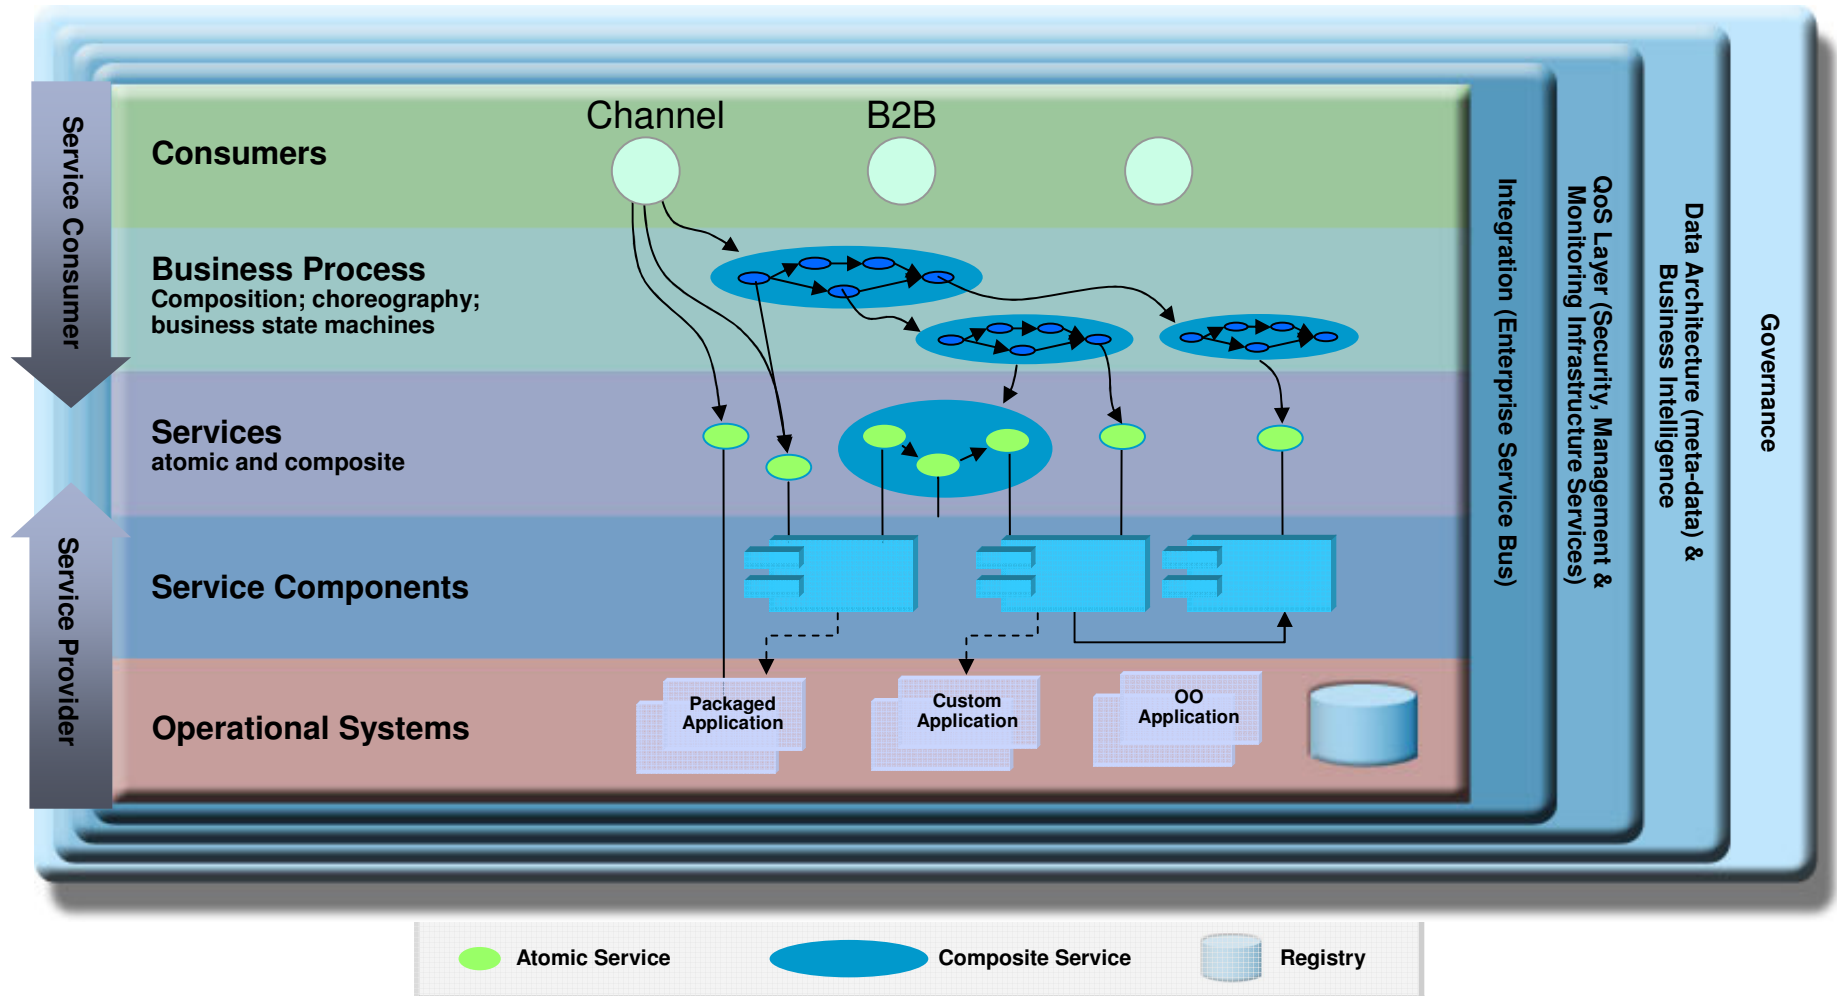 Channel
B2B
Consumers
Business Process
Composition; choreography;
business state machines
Services
atomic and composite
Service Components
Operational Systems
Packaged
Application
Custom
Application
OO
Application
Service Consumer
Service Provider
Integration (Enterprise Service Bus)
QoS Layer (Security, Management &
Monitoring Infrastructure Services)
Data Architecture (meta-data) &
Business Intelligence
Governance
Atomic Service
Composite Service
Registry